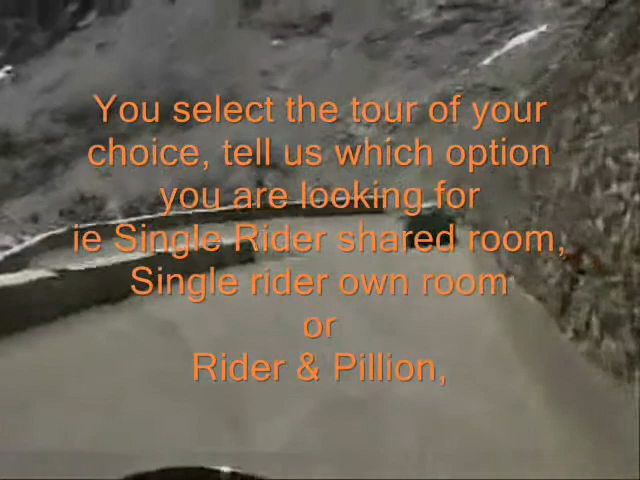 You select the tour of your
choice, tell us which option
you are looking for
ie Single Rider shared room,
Single rider own room
or
Rider & Pillion,